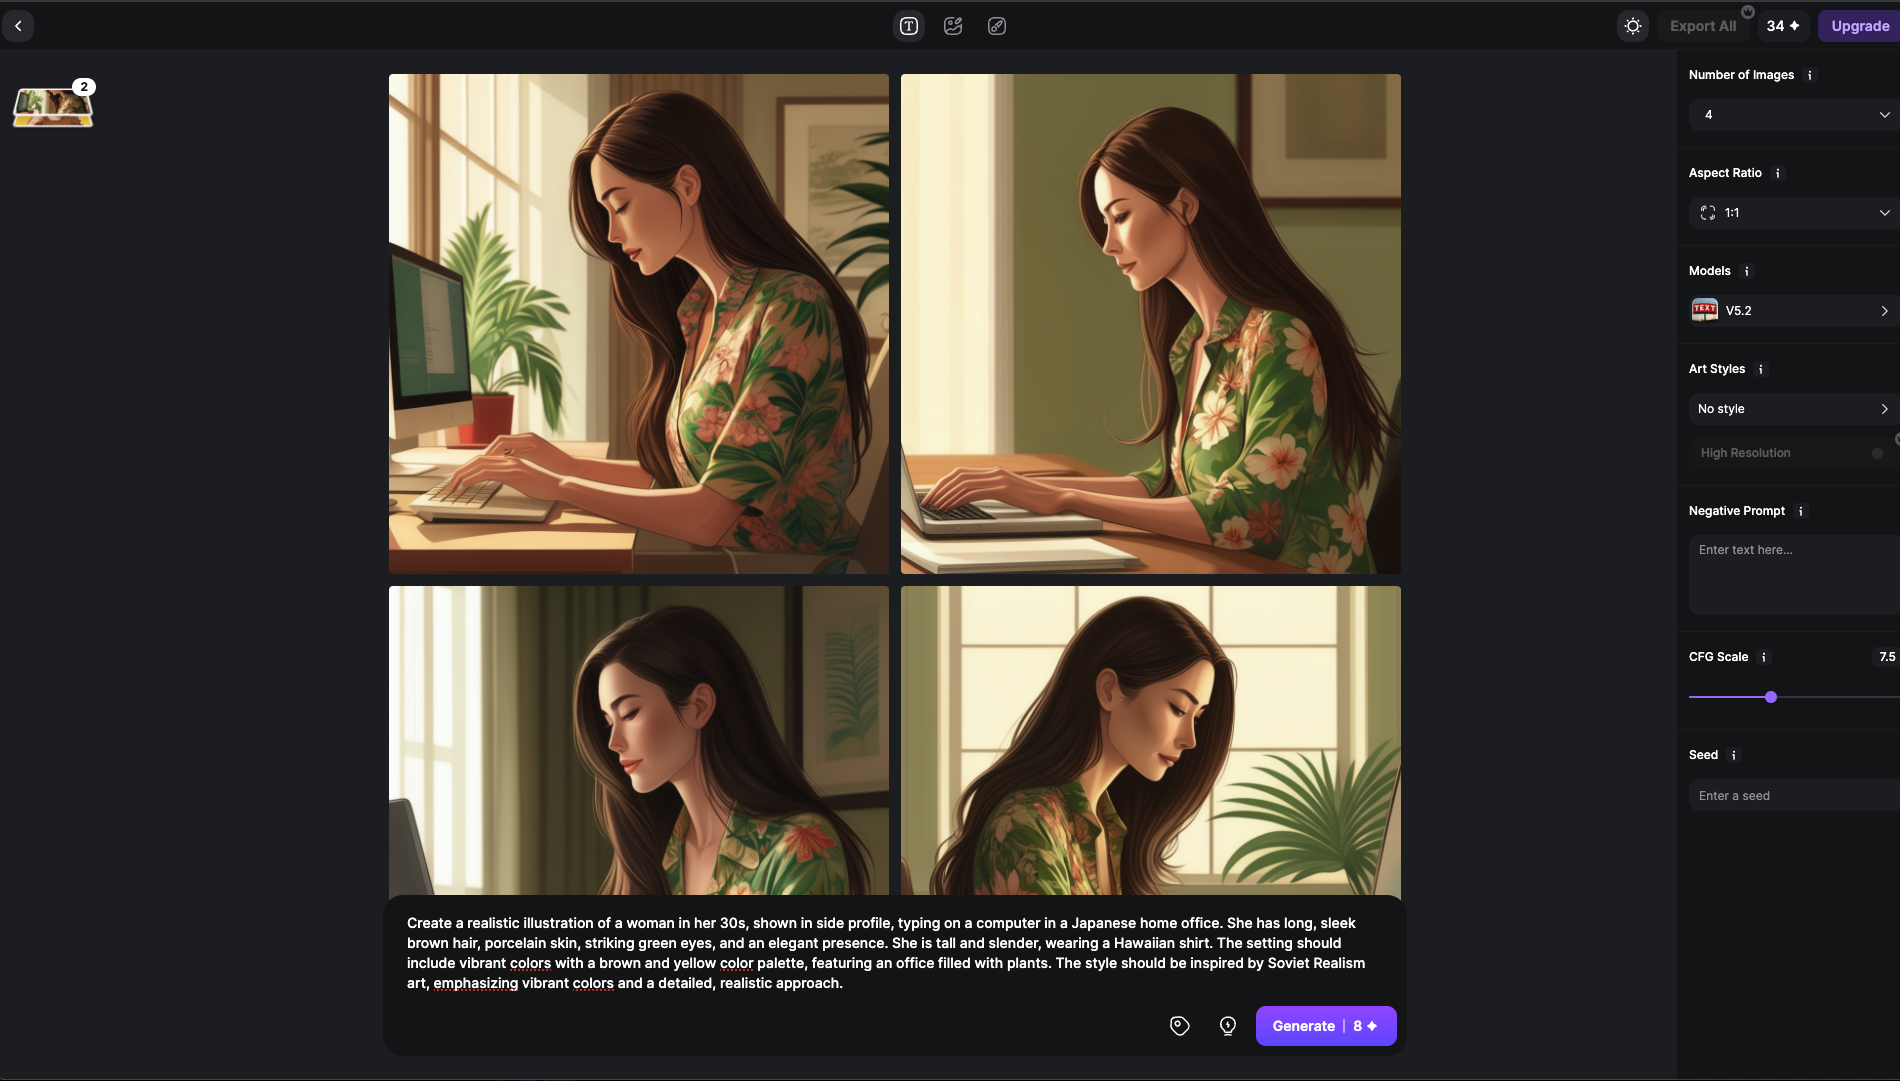 Export All
34
Upgrade
2
Number of Images i
4
Aspect Ratio i
1:1
Models i
TEXT V5.2
Art Styles i
No style
High Resolution
Negative Prompt i
Enter text here...
CFG Scale i 7.5
Seed i
Enter a seed
Create a realistic illustration of a woman in her 30s, shown in side profile, typing on a computer in a Japanese home office. She has long, sleek
brown hair, porcelain skin, striking green eyes, and an elegant presence. She is tall and slender, wearing a Hawaiian shirt. The setting should
include vibrant colors with a brown and yellow color palette, featuring an office filled with plants. The style should be inspired by Soviet Realism
art, emphasizing vibrant colors and a detailed, realistic approach.
Generate | 8